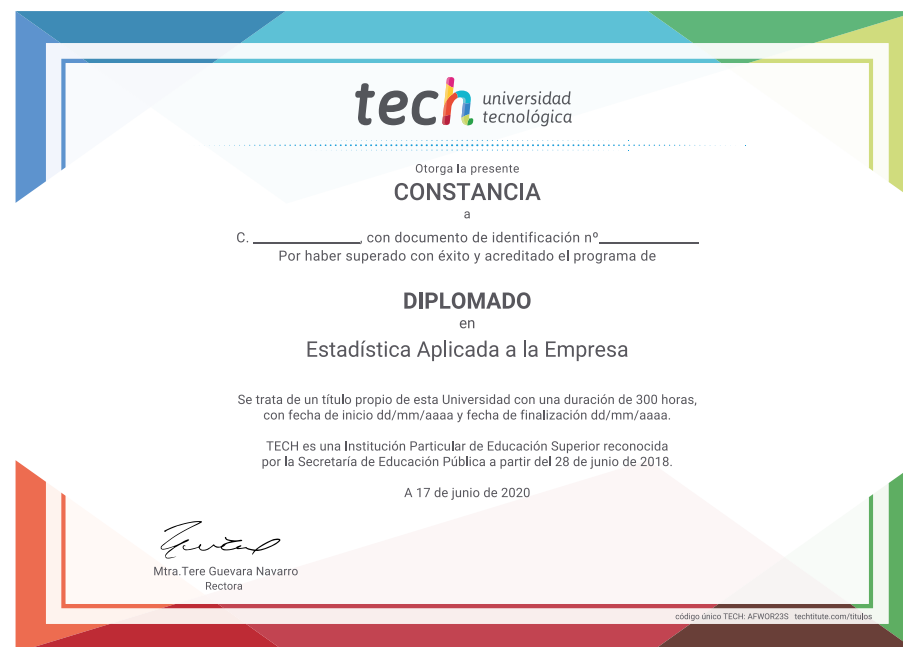 tech universidad
tecnológica
Otorga la presente
CONSTANCIA
a
C. ______________, con documento de identificación nº______________
Por haber superado con éxito y acreditado el programa de
DIPLOMADO
en
Estadística Aplicada a la Empresa
Se trata de un título propio de esta Universidad con una duración de 300 horas,
con fecha de inicio dd/mm/aaaa y fecha de finalización dd/mm/aaaa.
TECH es una Institución Particular de Educación Superior reconocida
por la Secretaría de Educación Pública a partir del 28 de junio de 2018.
A 17 de junio de 2020
Mtra.Tere Guevara Navarro
Rectora
código único TECH: AFWOR23S techtitute.com/titulos